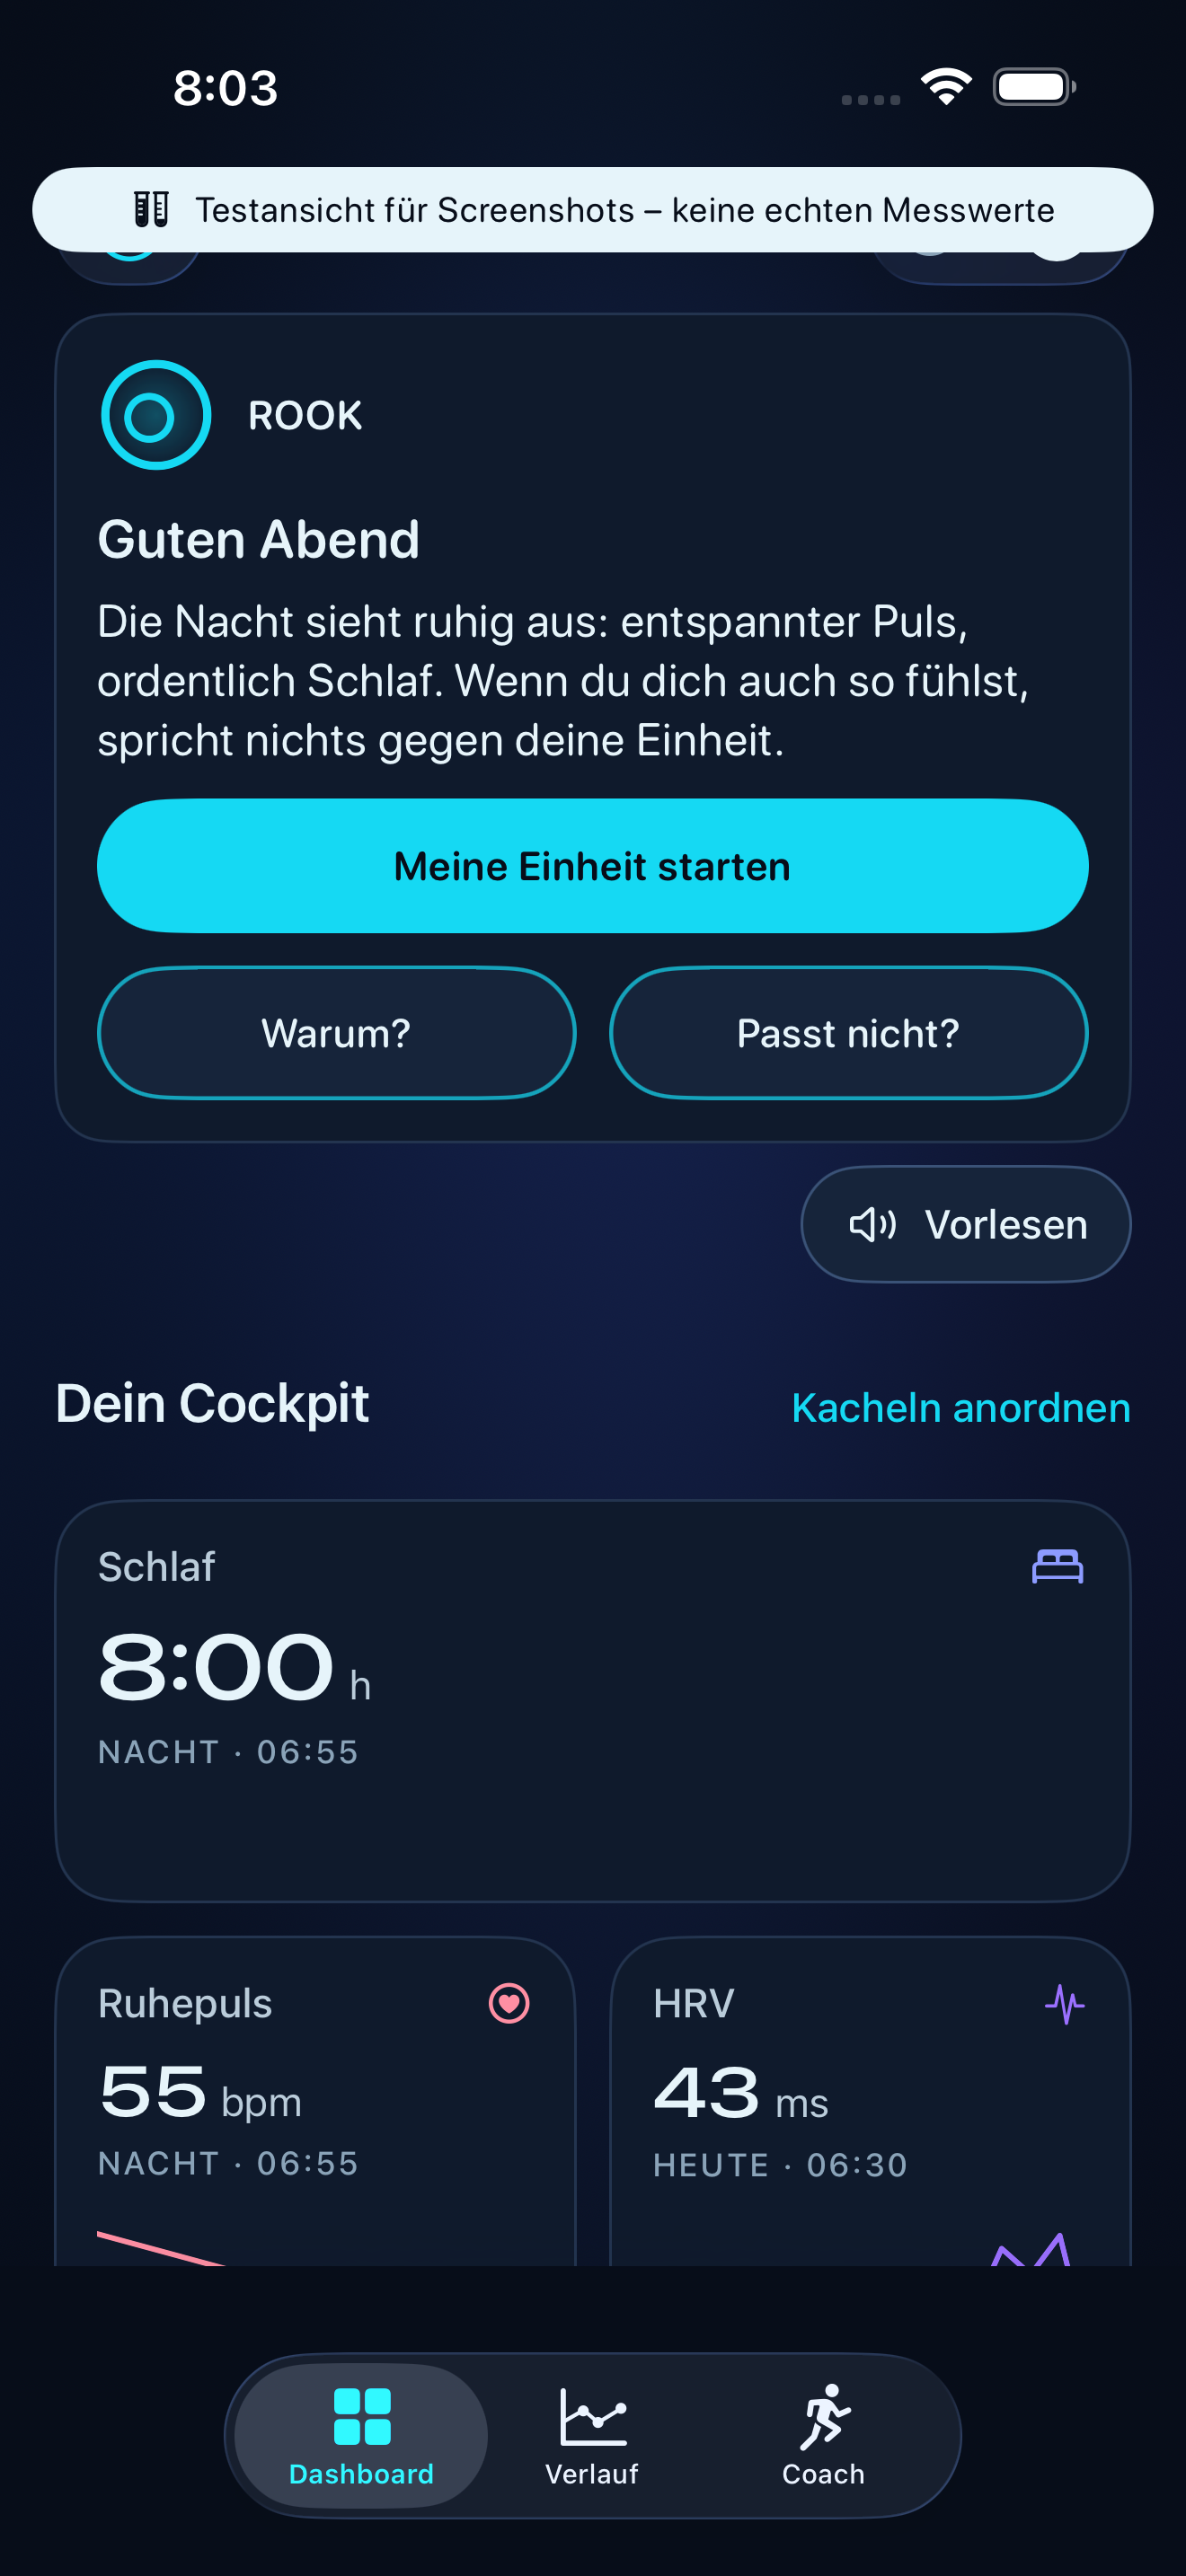 8:03
Testansicht für Screenshots – keine echten Messwerte
ROOK
Guten Abend
Die Nacht sieht ruhig aus: entspannter Puls,
ordentlich Schlaf. Wenn du dich auch so fühlst,
spricht nichts gegen deine Einheit.
Meine Einheit starten
Warum?
Passt nicht?
Vorlesen
Dein Cockpit
Kacheln anordnen
Schlaf
8:00 h
NACHT · 06:55
Ruhepuls
55 bpm
NACHT · 06:55
HRV
43 ms
HEUTE · 06:30
Dashboard
Verlauf
Coach